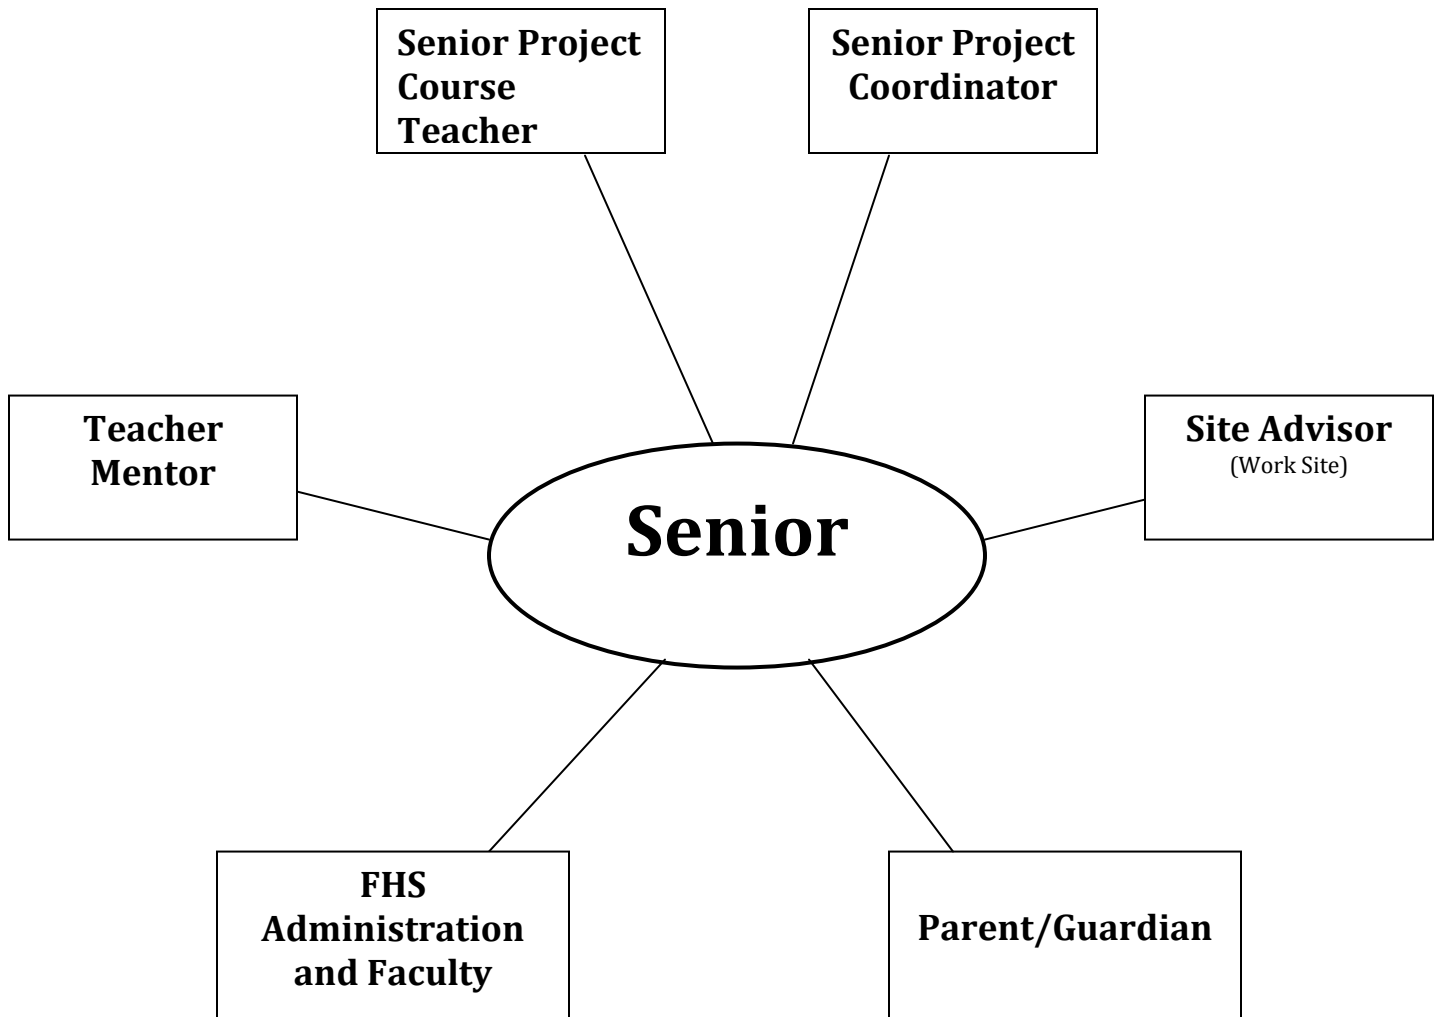 Senior Project
Course
Teacher
Senior Project
Coordinator
Teacher
Mentor
Site Advisor
(Work Site)
Senior
FHS
Administration
and Faculty
Parent/Guardian